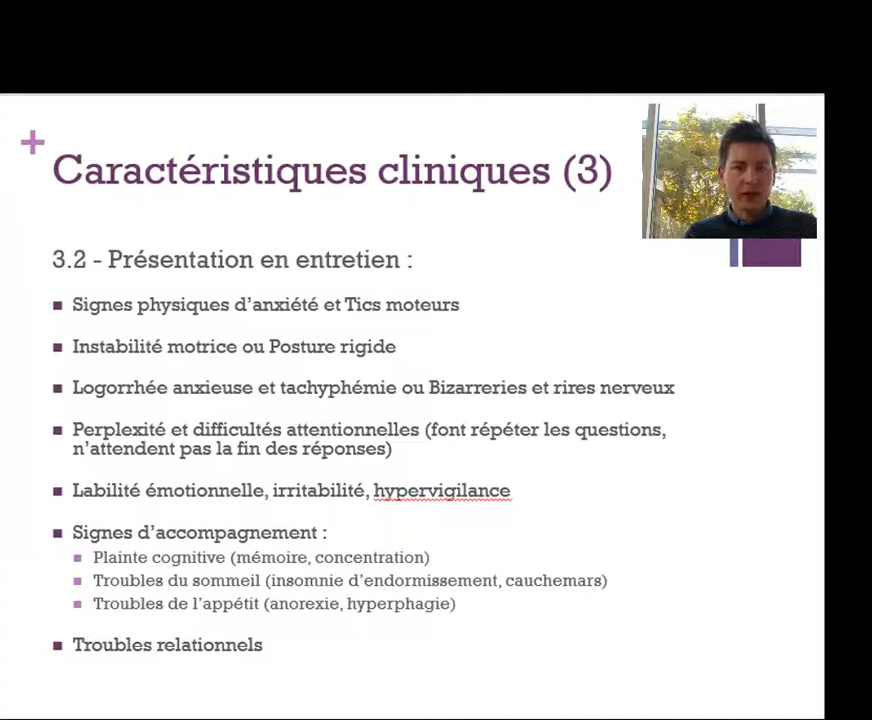 Caractéristiques cliniques (3)
3.2 - Présentation en entretien :
Signes physiques d’anxiété et Tics moteurs
Instabilité motrice ou Posture rigide
Logorrhée anxieuse et tachyphémie ou Bizarreries et rires nerveux
Perplexité et difficultés attentionnelles (font répéter les questions,
n’attendent pas la fin des réponses)
Labilité émotionnelle, irritabilité, hypervigilance
Signes d’accompagnement :
Plainte cognitive (mémoire, concentration)
Troubles du sommeil (insomnie d’endormissement, cauchemars)
Troubles de l’appétit (anorexie, hyperphagie)
Troubles relationnels